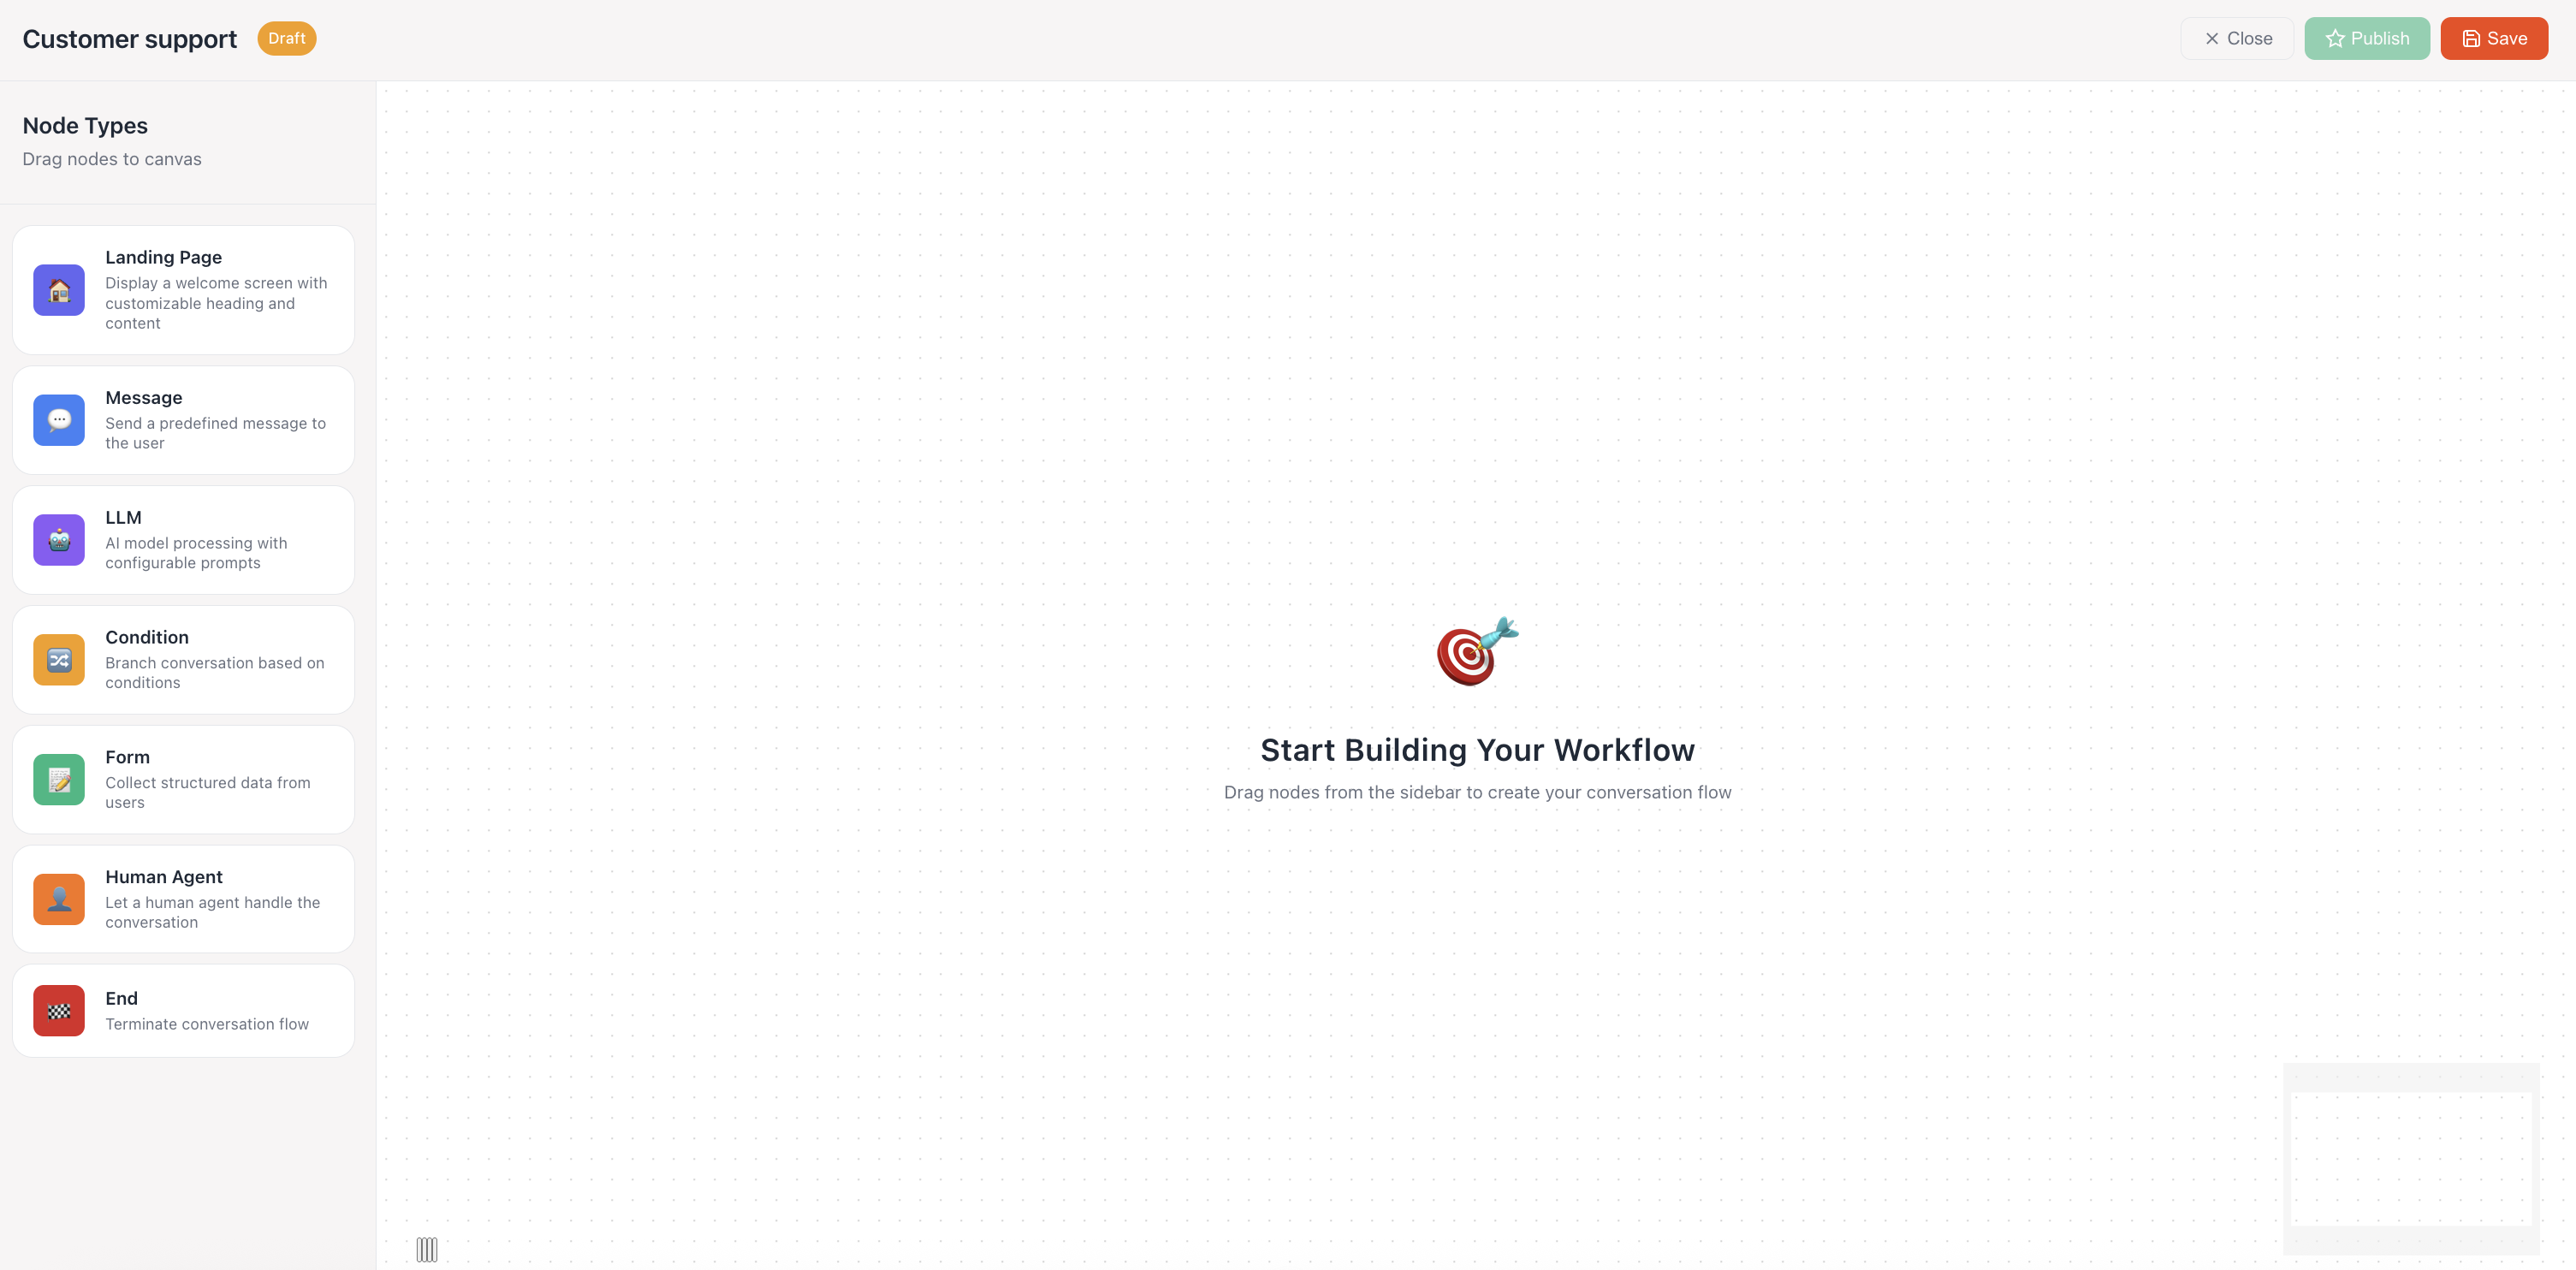 Customer support
Draft
Close
Publish
Save
Node Types
Drag nodes to canvas
Landing Page
Display a welcome screen with
customizable heading and
content
Message
Send a predefined message to
the user
LLM
AI model processing with
configurable prompts
Condition
Branch conversation based on
conditions
Form
Collect structured data from
users
Human Agent
Let a human agent handle the
conversation
End
Terminate conversation flow
Start Building Your Workflow
Drag nodes from the sidebar to create your conversation flow